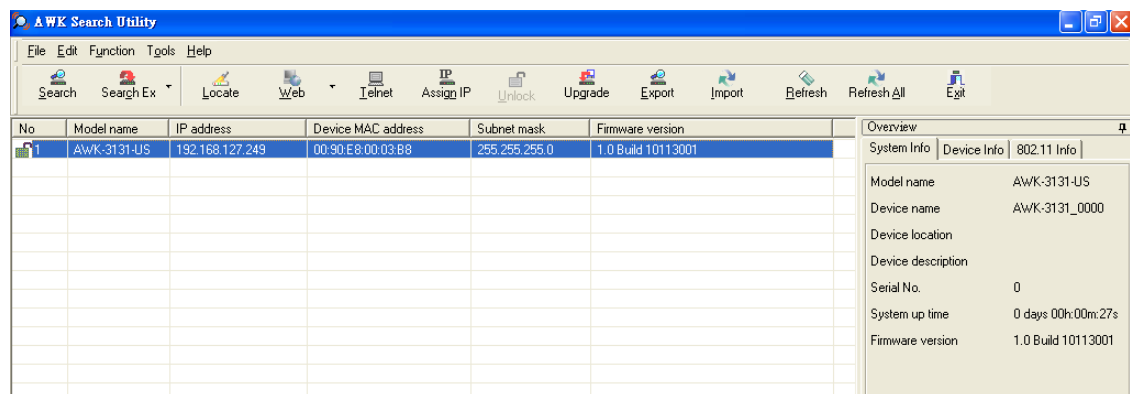 AWK Search Utility
File Edit Function Tools Help
Search Search Ex Locate Web Telnet Assign IP Unlock Upgrade Export Import Refresh Refresh All Exit
No Model name IP address Device MAC address Subnet mask Firmware version
1 AWK-3131-US 192.168.127.249 00:90:E8:00:03:B8 255.255.255.0 1.0 Build 10113001
Overview
System Info Device Info 802.11 Info
Model name AWK-3131-US
Device name AWK-3131_0000
Device location
Device description
Serial No. 0
System up time 0 days 00h:00m:27s
Firmware version 1.0 Build 10113001